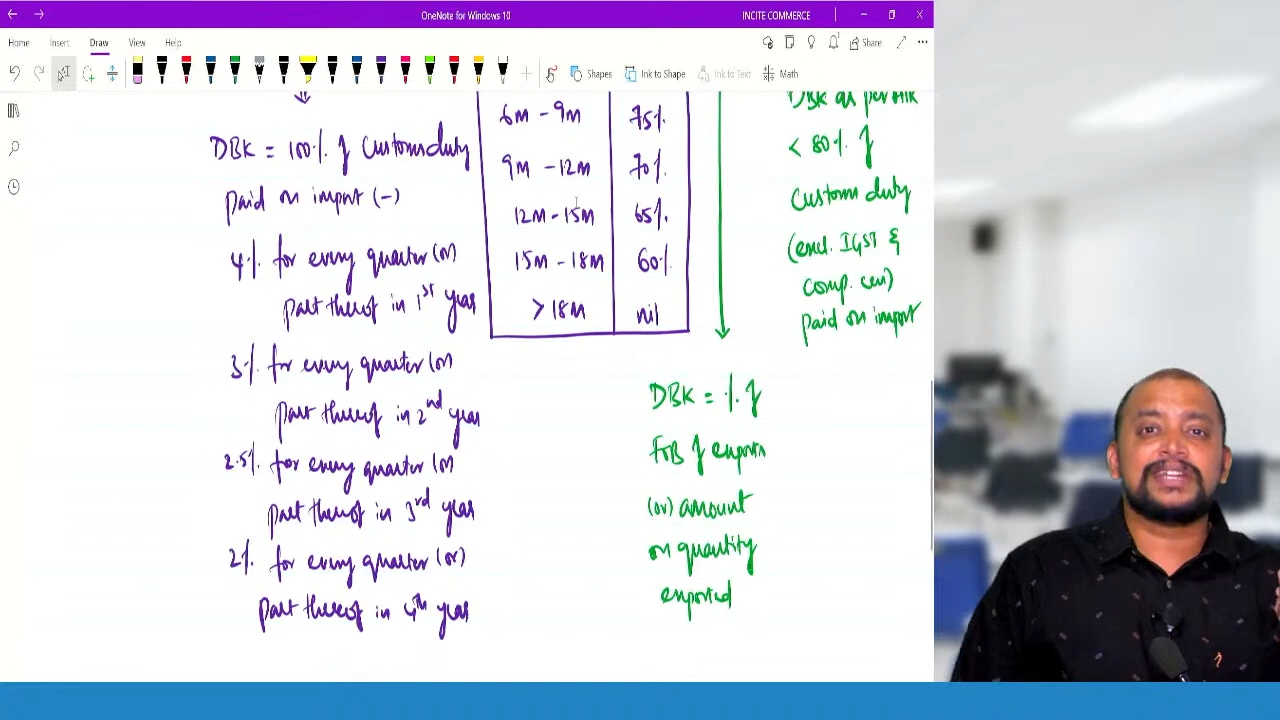 OneNote for Windows 10
INCITE COMMERCE
Home Insert Draw View Help
Share
Shapes Ink to Shape Ink to Text Math
DBK = 100% of Customs duty
paid on import (-)
4% for every quarter (or)
part thereof in 1st year
3% for every quarter (or)
part thereof in 2nd year
2.5% for every quarter (or)
part thereof in 3rd year
2% for every quarter (or)
part thereof in 4th year
6M - 9M 75%
9M - 12M 70%
12M - 15M 65%
15M - 18M 60%
> 18M nil
DBK as per AIR
< 80% of
Customs duty
(excl. IGST &
Comp. cess)
paid on import
DBK = % of
FOB of exports
(or) amount
on quantity
exported